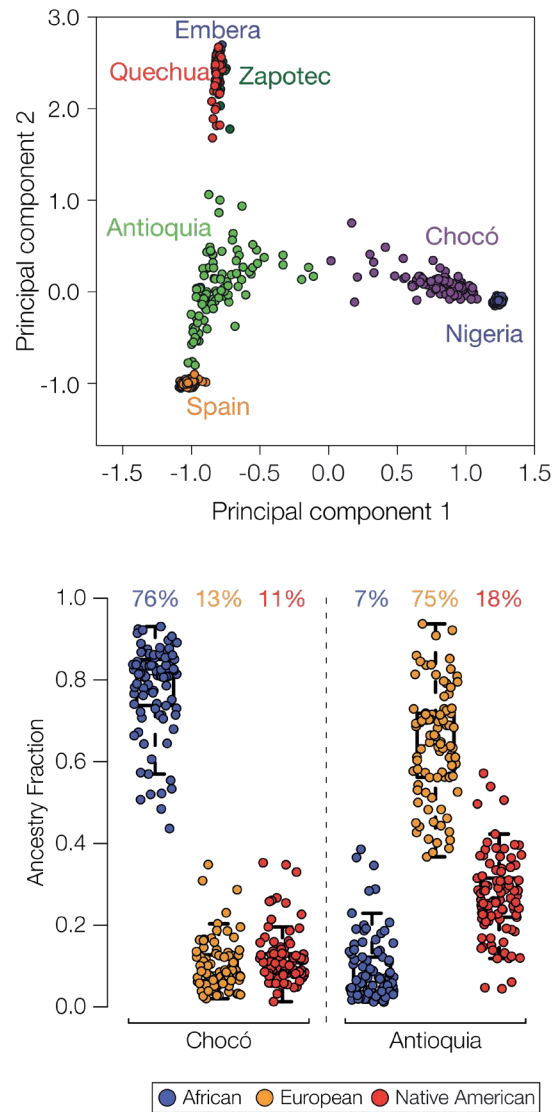 Embera
Quechua
Zapotec
Antioquia
Chocó
Nigeria
Spain
3.0
2.0
1.0
0.0
-1.0
Principal component 2
-1.5 -1.0 -0.5 0.0 0.5 1.0 1.5
Principal component 1
76% 13% 11% 7% 75% 18%
1.0
0.8
0.6
0.4
0.2
0.0
Ancestry Fraction
Chocó Antioquia
African European Native American